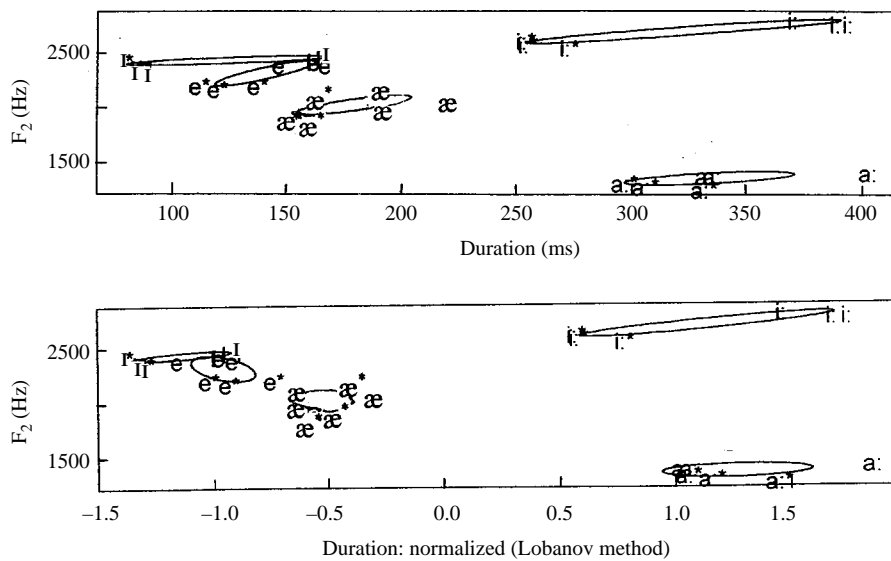 2500
1500
F2 (Hz)
I I I I
e e e e e e
æ æ æ æ æ æ
i: i: i: i:
a: a a a a: a:
100 150 200 250 300 350 400
Duration (ms)
2500
1500
F2 (Hz)
I I I I
e e e e e e
æ æ æ æ æ æ æ
i: i: i: i:
a a a: a a: a:
–1.5 –1.0 –0.5 0.0 0.5 1.0 1.5
Duration: normalized (Lobanov method)